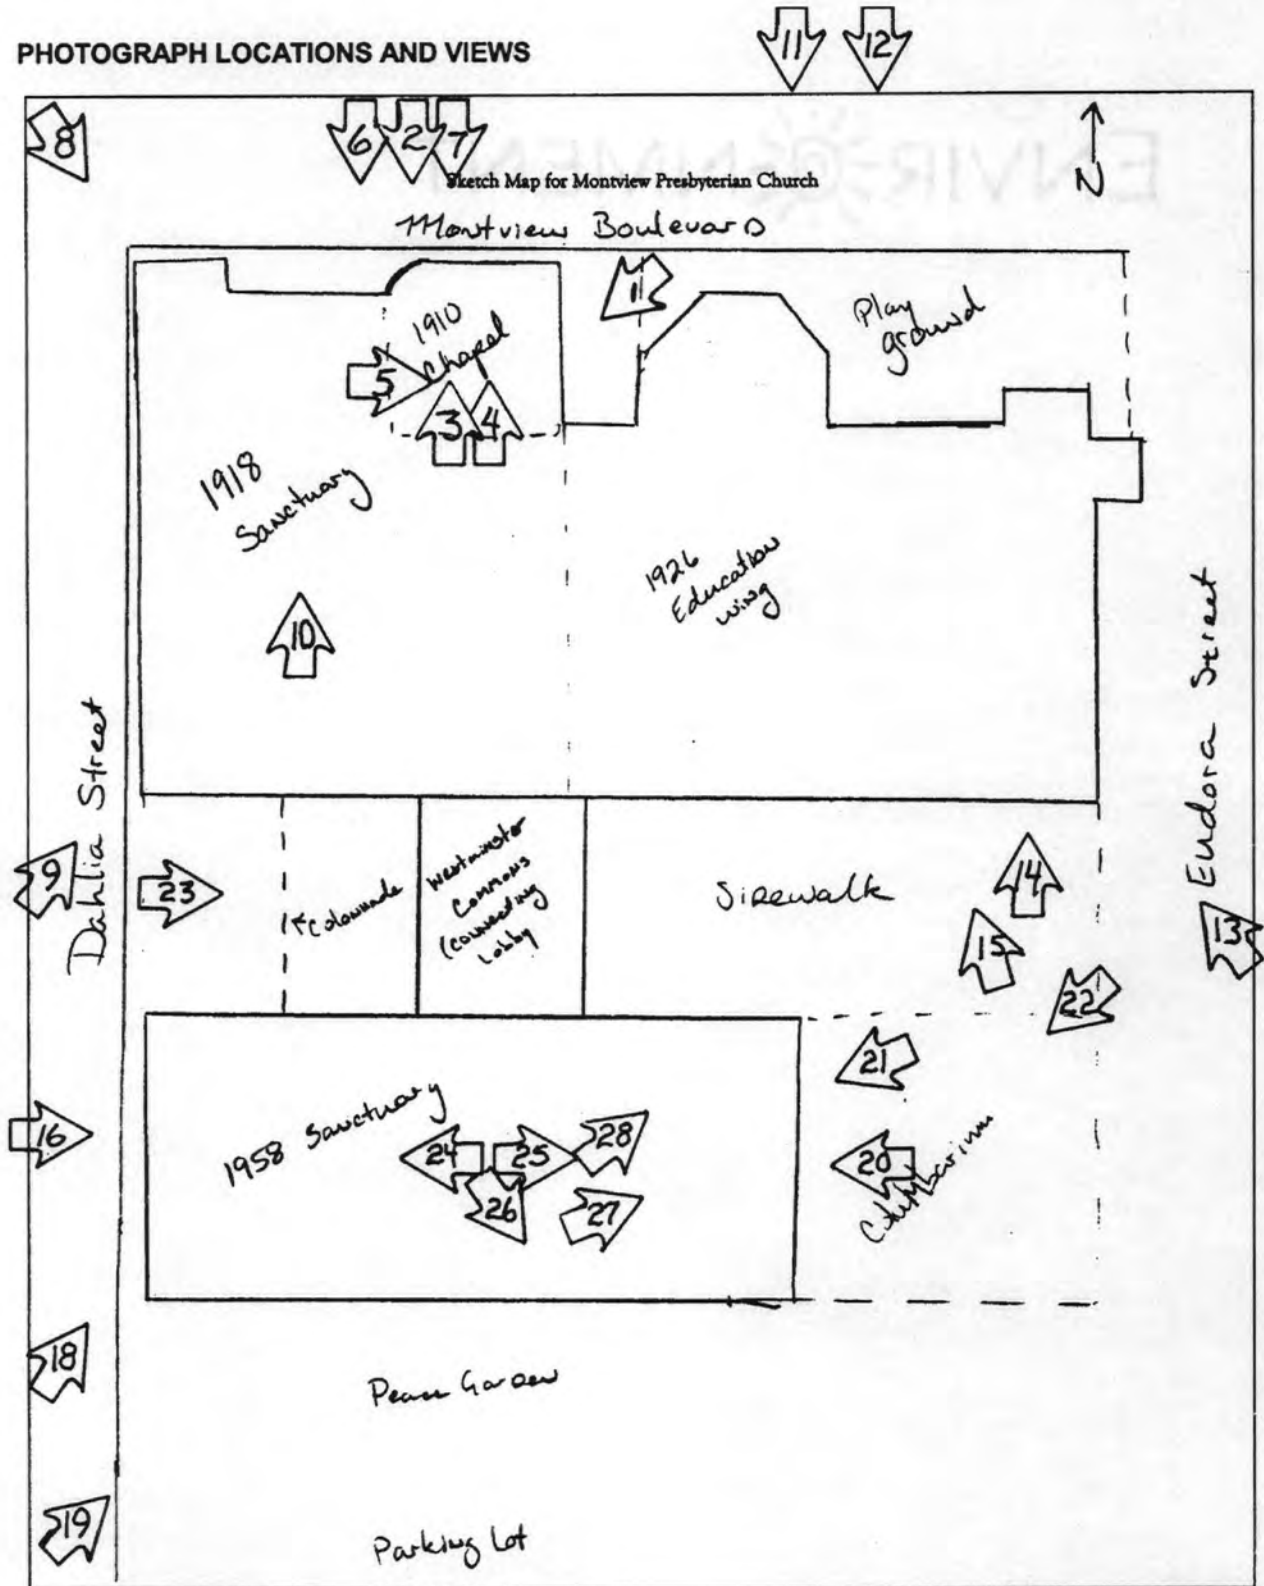 PHOTOGRAPH LOCATIONS AND VIEWS
11
12
8
6
2
7
N
Sketch Map for Montview Presbyterian Church
Montview Boulevard
1
1910
Chapel
Play
ground
5
3
4
1918
Sanctuary
1926
Education
wing
10
Dahlia Street
Eudora Street
9
23
Colonnade
Westminster
Commons
(connecting
Lobby
Sidewalk
14
15
13
22
21
16
1958 Sanctuary
24
25
28
20
26
27
18
Peace Garden
19
Parking Lot